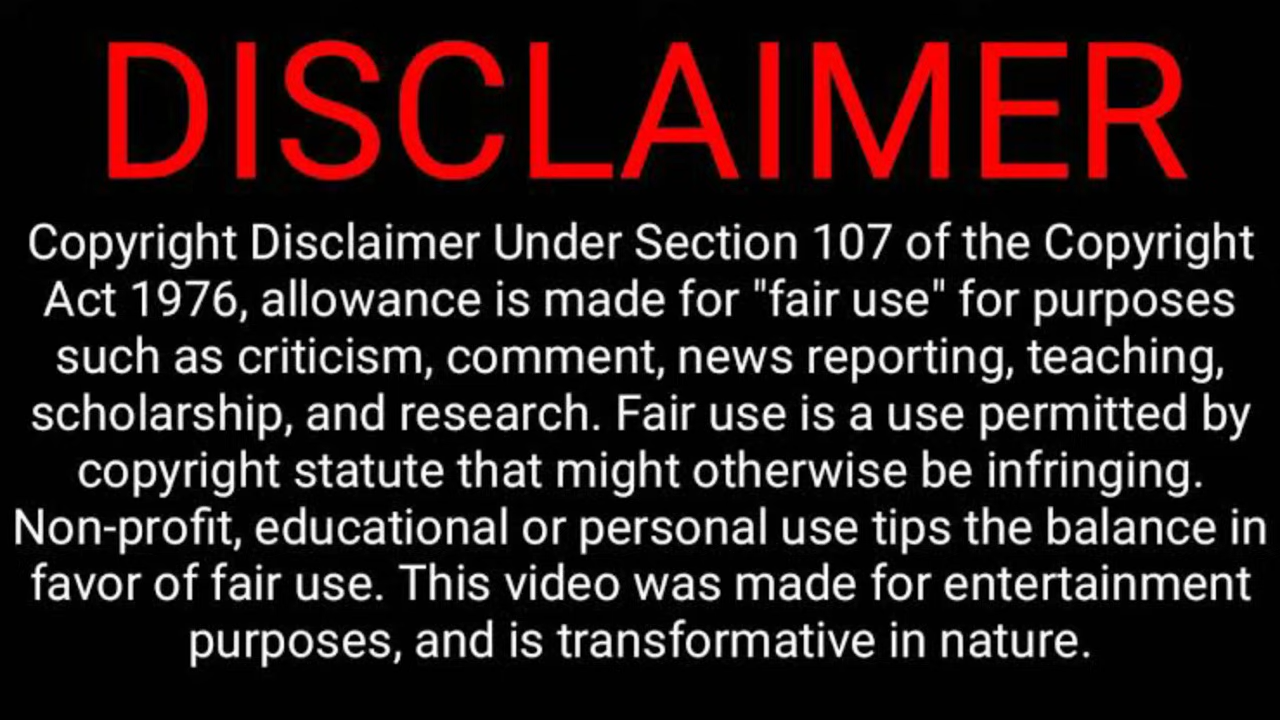 DISCLAIMER
Copyright Disclaimer Under Section 107 of the Copyright
Act 1976, allowance is made for "fair use" for purposes
such as criticism, comment, news reporting, teaching,
scholarship, and research. Fair use is a use permitted by
copyright statute that might otherwise be infringing.
Non-profit, educational or personal use tips the balance in
favor of fair use. This video was made for entertainment
purposes, and is transformative in nature.